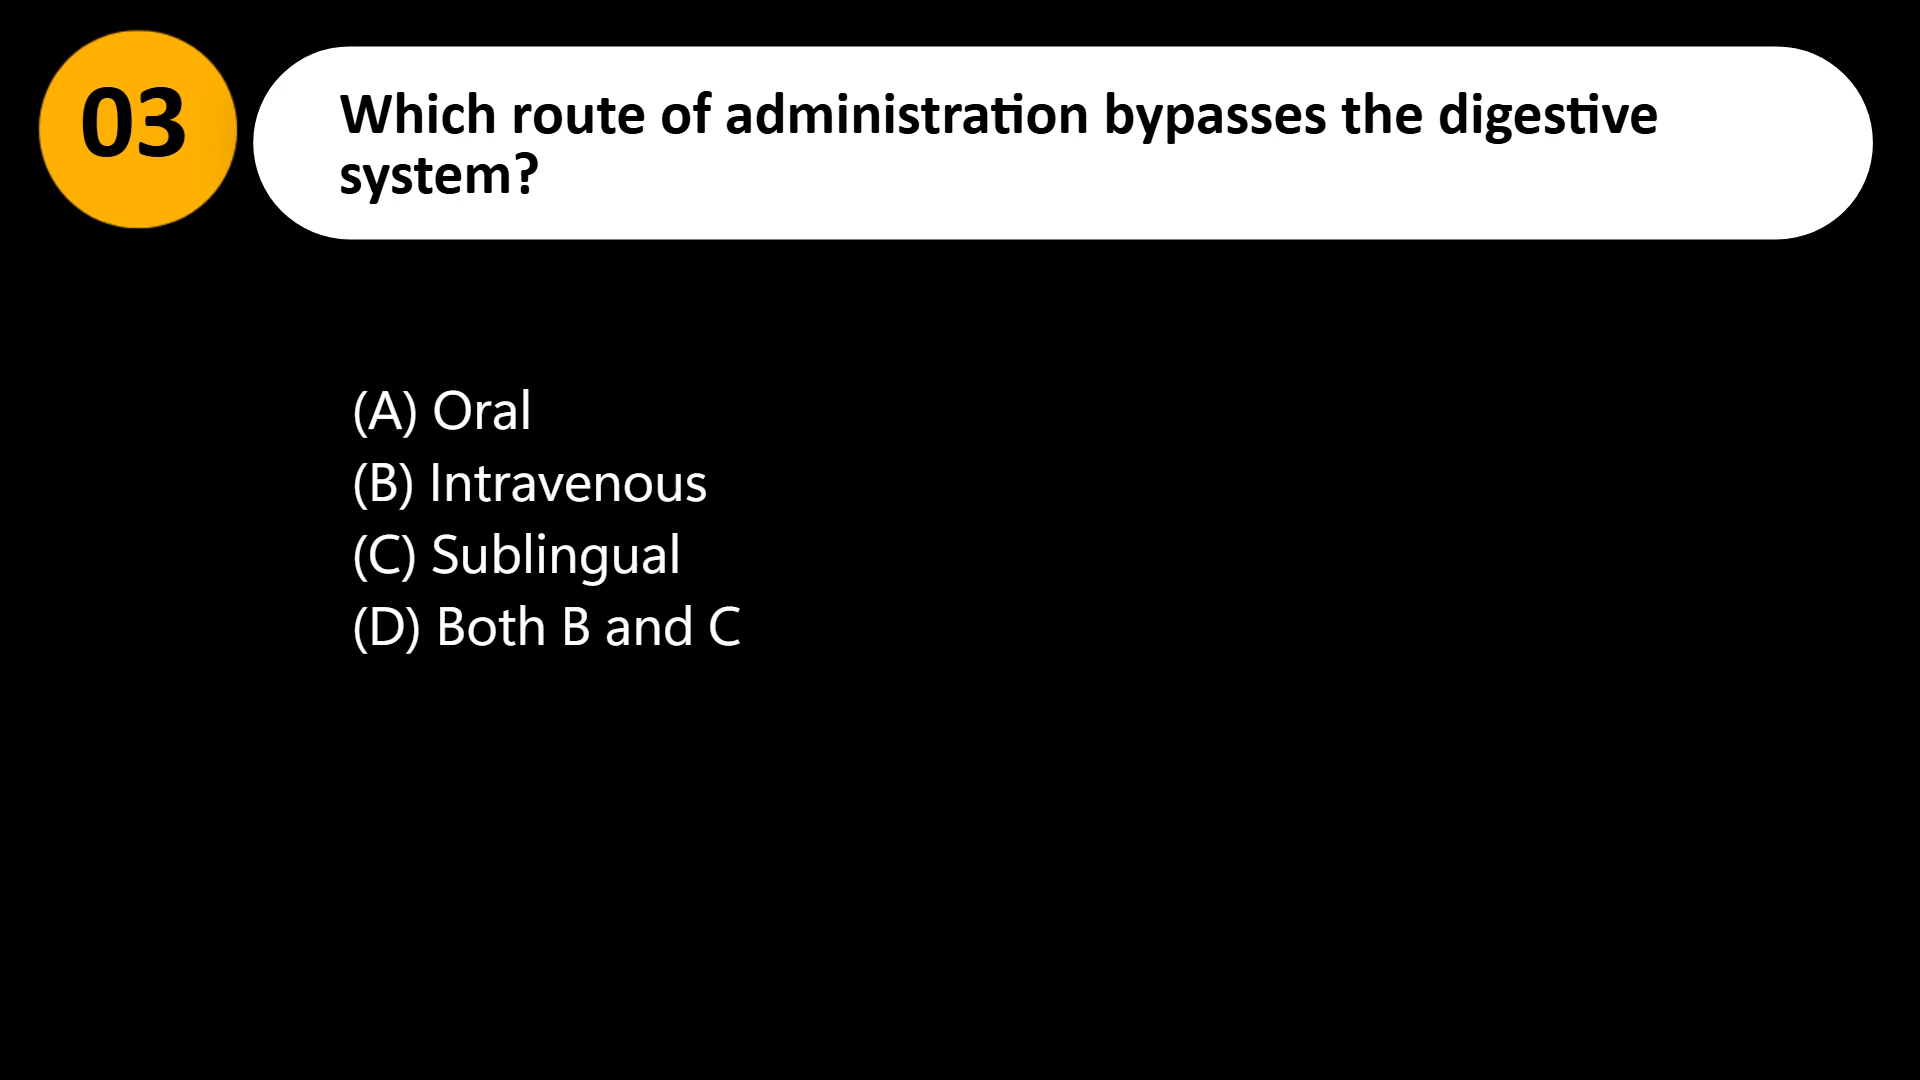 03
Which route of administration bypasses the digestive
system?
(A) Oral
(B) Intravenous
(C) Sublingual
(D) Both B and C